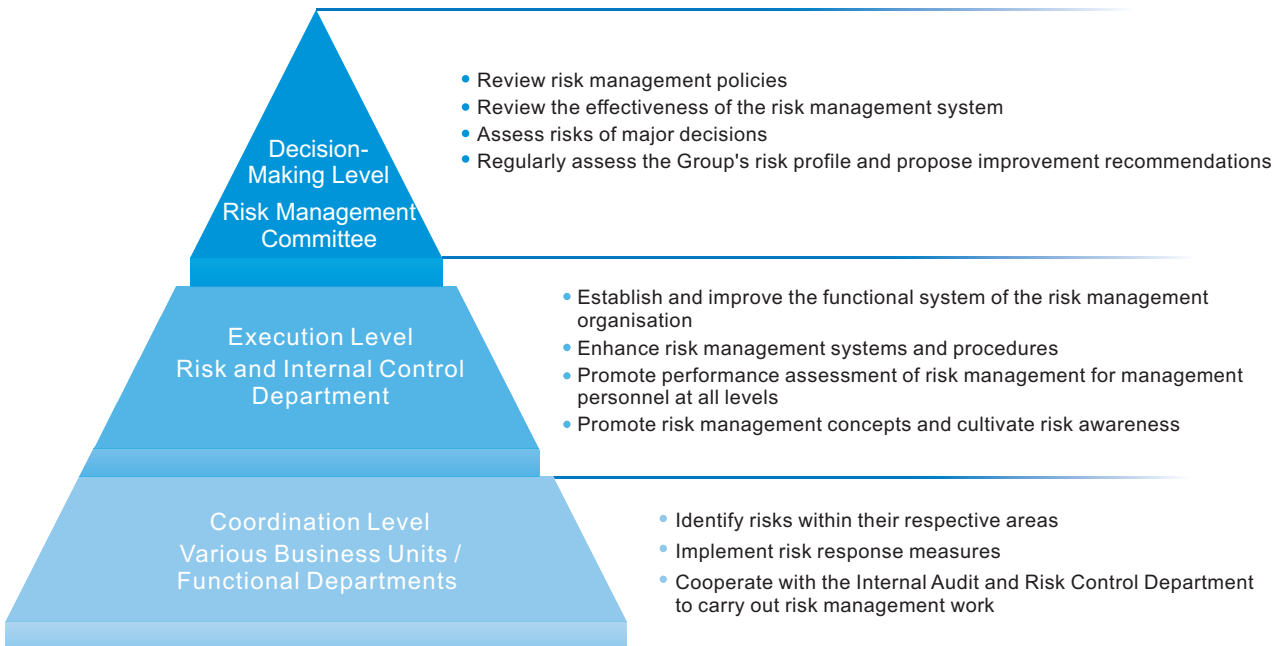 Decision-
Making Level
Risk Management
Committee
• Review risk management policies
• Review the effectiveness of the risk management system
• Assess risks of major decisions
• Regularly assess the Group's risk profile and propose improvement recommendations
Execution Level
Risk and Internal Control
Department
• Establish and improve the functional system of the risk management
organisation
• Enhance risk management systems and procedures
• Promote performance assessment of risk management for management
personnel at all levels
• Promote risk management concepts and cultivate risk awareness
Coordination Level
Various Business Units /
Functional Departments
• Identify risks within their respective areas
• Implement risk response measures
• Cooperate with the Internal Audit and Risk Control Department
to carry out risk management work